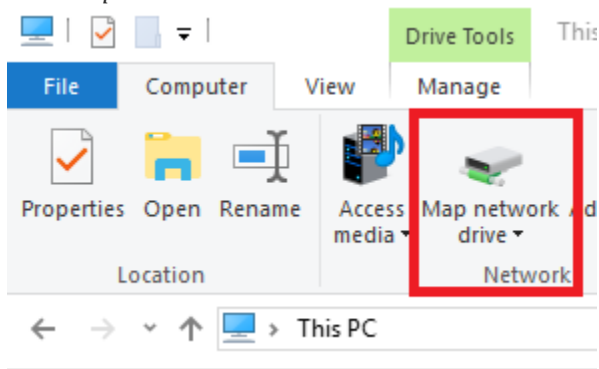 Drive Tools This
File Computer View Manage
Properties Open Rename Access media Map network drive Ad
Location Network
This PC